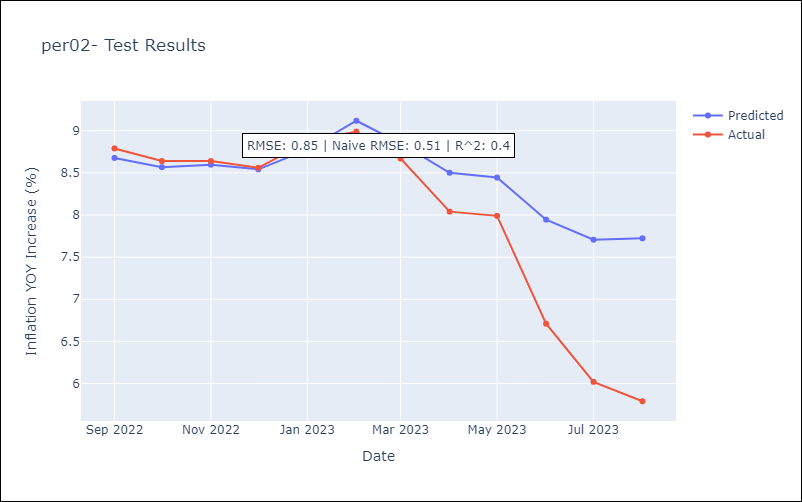 per02- Test Results
Predicted
Actual
RMSE: 0.85 | Naive RMSE: 0.51 | R^2: 0.4
Inflation YOY Increase (%)
9
8.5
8
7.5
7
6.5
6
Sep 2022 Nov 2022 Jan 2023 Mar 2023 May 2023 Jul 2023
Date